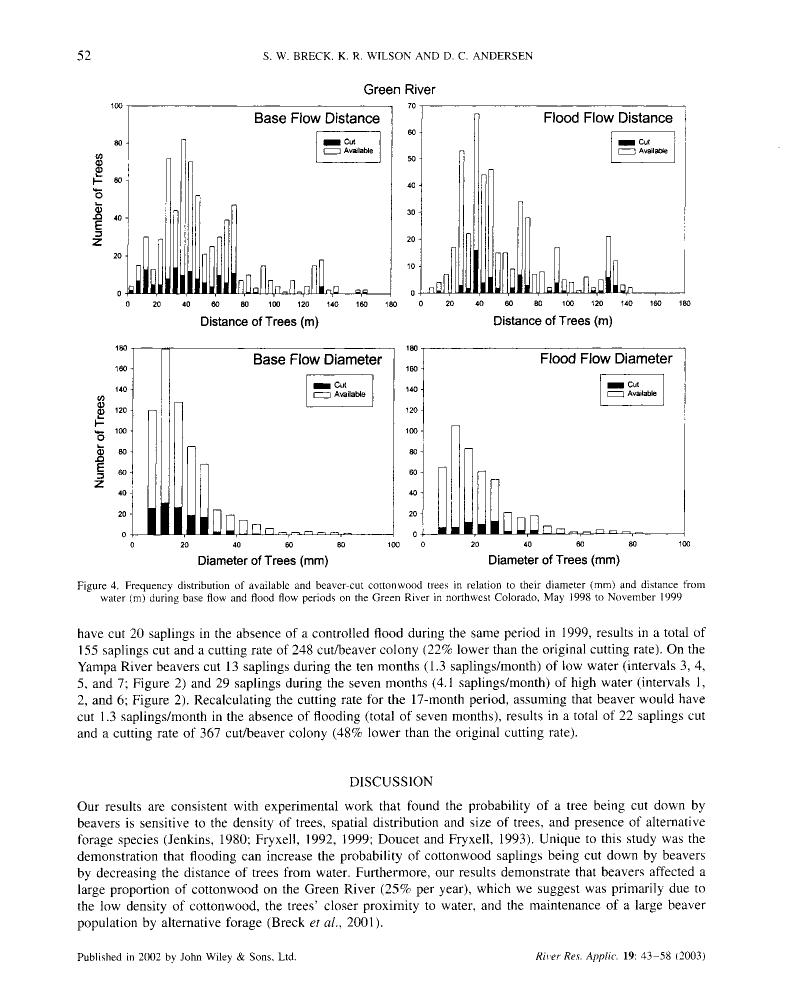 52
S. W. BRECK, K. R. WILSON AND D. C. ANDERSEN
Green River
Base Flow Distance
Cut
Available
Number of Trees
100
80
60
40
20
0
0 20 40 60 80 100 120 140 160 180
Distance of Trees (m)
Flood Flow Distance
Cut
Available
70
60
50
40
30
20
10
0
0 20 40 60 80 100 120 140 160 180
Distance of Trees (m)
Base Flow Diameter
Cut
Available
Number of Trees
180
160
140
120
100
80
60
40
20
0
0 20 40 60 80 100
Diameter of Trees (mm)
Flood Flow Diameter
Cut
Available
180
160
140
120
100
80
60
40
20
0
0 20 40 60 80 100
Diameter of Trees (mm)
Figure 4. Frequency distribution of available and beaver-cut cottonwood trees in relation to their diameter (mm) and distance from
water (m) during base flow and flood flow periods on the Green River in northwest Colorado, May 1998 to November 1999
have cut 20 saplings in the absence of a controlled flood during the same period in 1999, results in a total of
155 saplings cut and a cutting rate of 248 cut/beaver colony (22% lower than the original cutting rate). On the
Yampa River beavers cut 13 saplings during the ten months (1.3 saplings/month) of low water (intervals 3, 4,
5, and 7; Figure 2) and 29 saplings during the seven months (4.1 saplings/month) of high water (intervals 1,
2, and 6; Figure 2). Recalculating the cutting rate for the 17-month period, assuming that beaver would have
cut 1.3 saplings/month in the absence of flooding (total of seven months), results in a total of 22 saplings cut
and a cutting rate of 367 cut/beaver colony (48% lower than the original cutting rate).
DISCUSSION
Our results are consistent with experimental work that found the probability of a tree being cut down by
beavers is sensitive to the density of trees, spatial distribution and size of trees, and presence of alternative
forage species (Jenkins, 1980; Fryxell, 1992, 1999; Doucet and Fryxell, 1993). Unique to this study was the
demonstration that flooding can increase the probability of cottonwood saplings being cut down by beavers
by decreasing the distance of trees from water. Furthermore, our results demonstrate that beavers affected a
large proportion of cottonwood on the Green River (25% per year), which we suggest was primarily due to
the low density of cottonwood, the trees' closer proximity to water, and the maintenance of a large beaver
population by alternative forage (Breck et al., 2001).
Published in 2002 by John Wiley & Sons, Ltd.
River Res. Applic. 19: 43–58 (2003)